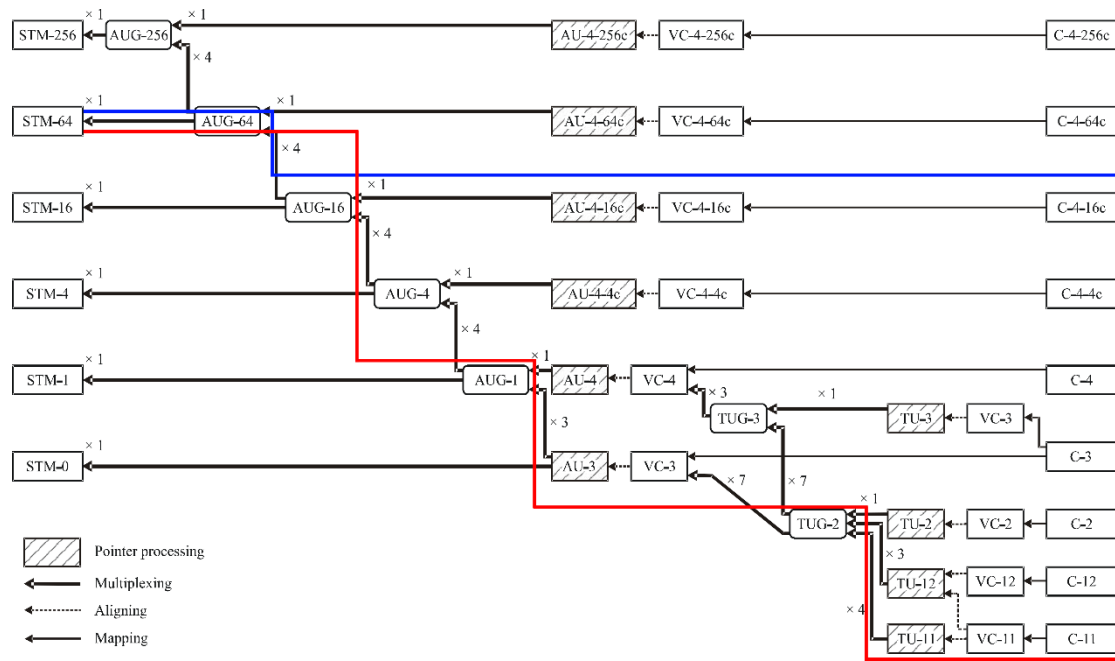 × 1 × 1
STM-256 AUG-256 AU-4-256c VC-4-256c C-4-256c
× 4
× 1 × 1
STM-64 AUG-64 AU-4-64c VC-4-64c C-4-64c
× 4
× 1 × 1
STM-16 AUG-16 AU-4-16c VC-4-16c C-4-16c
× 4
× 1 × 1
STM-4 AUG-4 AU-4-4c VC-4-4c C-4-4c
× 4
× 1 × 1
STM-1 AUG-1 AU-4 VC-4 C-4
× 3 × 1
TUG-3 TU-3 VC-3
× 3
× 1
STM-0 AU-3 VC-3 C-3
× 7 × 7
× 1
TUG-2 TU-2 VC-2 C-2
Pointer processing
× 3
Multiplexing
TU-12 VC-12 C-12
Aligning
× 4
Mapping
TU-11 VC-11 C-11